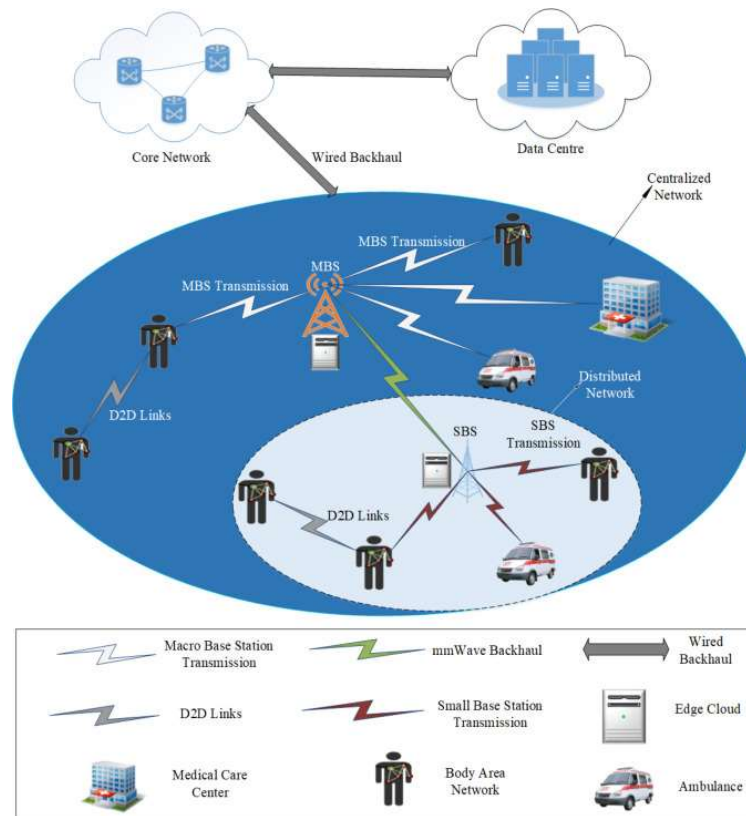 Core Network
Wired Backhaul
Data Centre
Centralized
Network
MBS Transmission
MBS
MBS Transmission
Distributed
Network
D2D Links
SBS
SBS
Transmission
D2D Links
Macro Base Station
Transmission
mmWave Backhaul
Wired
Backhaul
D2D Links
Small Base Station
Transmission
Edge Cloud
Medical Care
Center
Body Area
Network
Ambulance